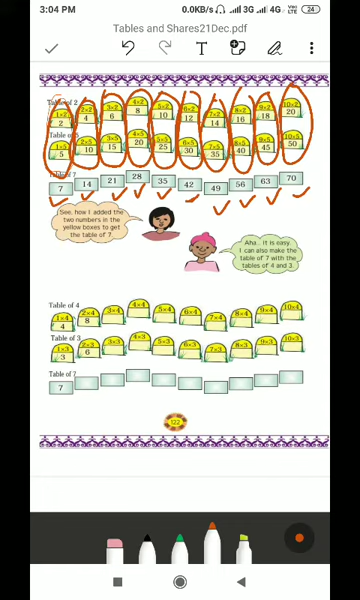 3:04 PM 0.0KB/s 3G 4G VoLTE 24
Tables and Shares21Dec.pdf
T
Table of 2
1×2 2×2 3×2 4×2 5×2 6×2 7×2 8×2 9×2 10×2
2 4 6 8 10 12 14 16 18 20
Table of 5
1×5 2×5 3×5 4×5 5×5 6×5 7×5 8×5 9×5 10×5
5 10 15 20 25 30 35 40 45 50
Table of 7
7 14 21 28 35 42 49 56 63 70
See, how I added the
two numbers in the
yellow boxes to get
the table of 7.
Aha.. it is easy.
I can also make the
table of 7 with the
tables of 4 and 3.
Table of 4
1×4 2×4 3×4 4×4 5×4 6×4 7×4 8×4 9×4 10×4
4 8
Table of 3
1×3 2×3 3×3 4×3 5×3 6×3 7×3 8×3 9×3 10×3
3 6
Table of 7
7
122